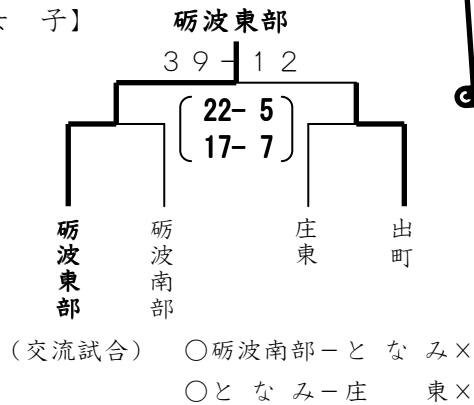 女　子】
砺波東部
３９-１２
22- 5
17- 7
砺波東部
砺波南部
庄東
出町
（交流試合）　○砺波南部－と な み×
○と な み－庄　　東×